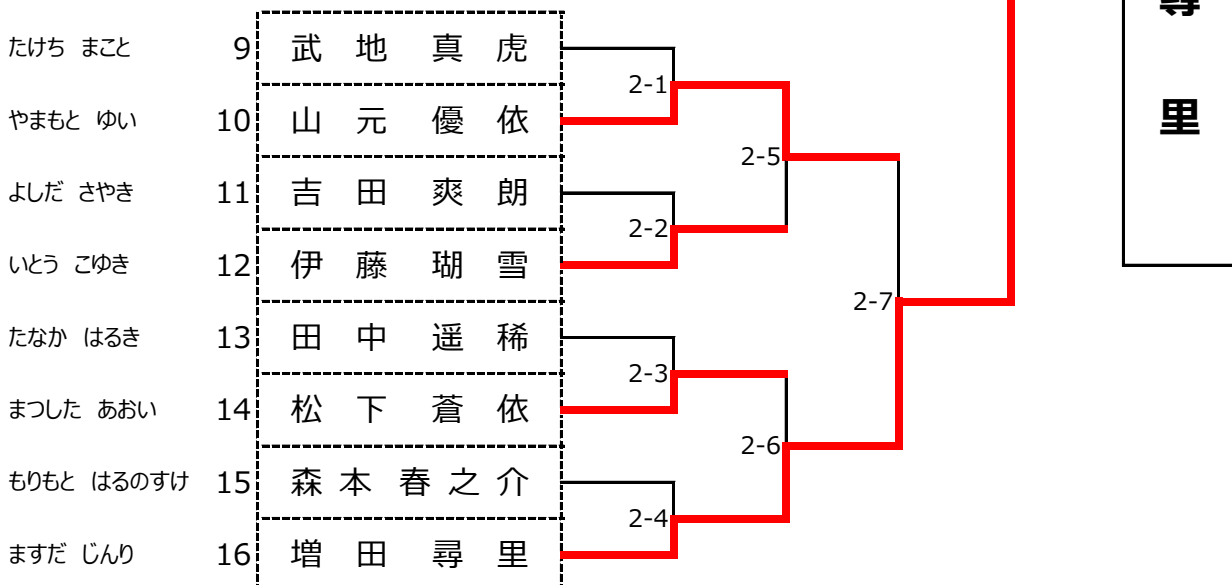 たけち まこと 9 武地 真虎
2-1
やまもと ゆい 10 山元 優依
2-5
よしだ さやき 11 吉田 爽朗
2-2
いとう こゆき 12 伊藤 瑚雪
2-7
たなか はるき 13 田中 遥稀
2-3
まつした あおい 14 松下 蒼依
2-6
もりもと はるのすけ 15 森本 春之介
2-4
ますだ じんり 16 増田 尋里
尋
里